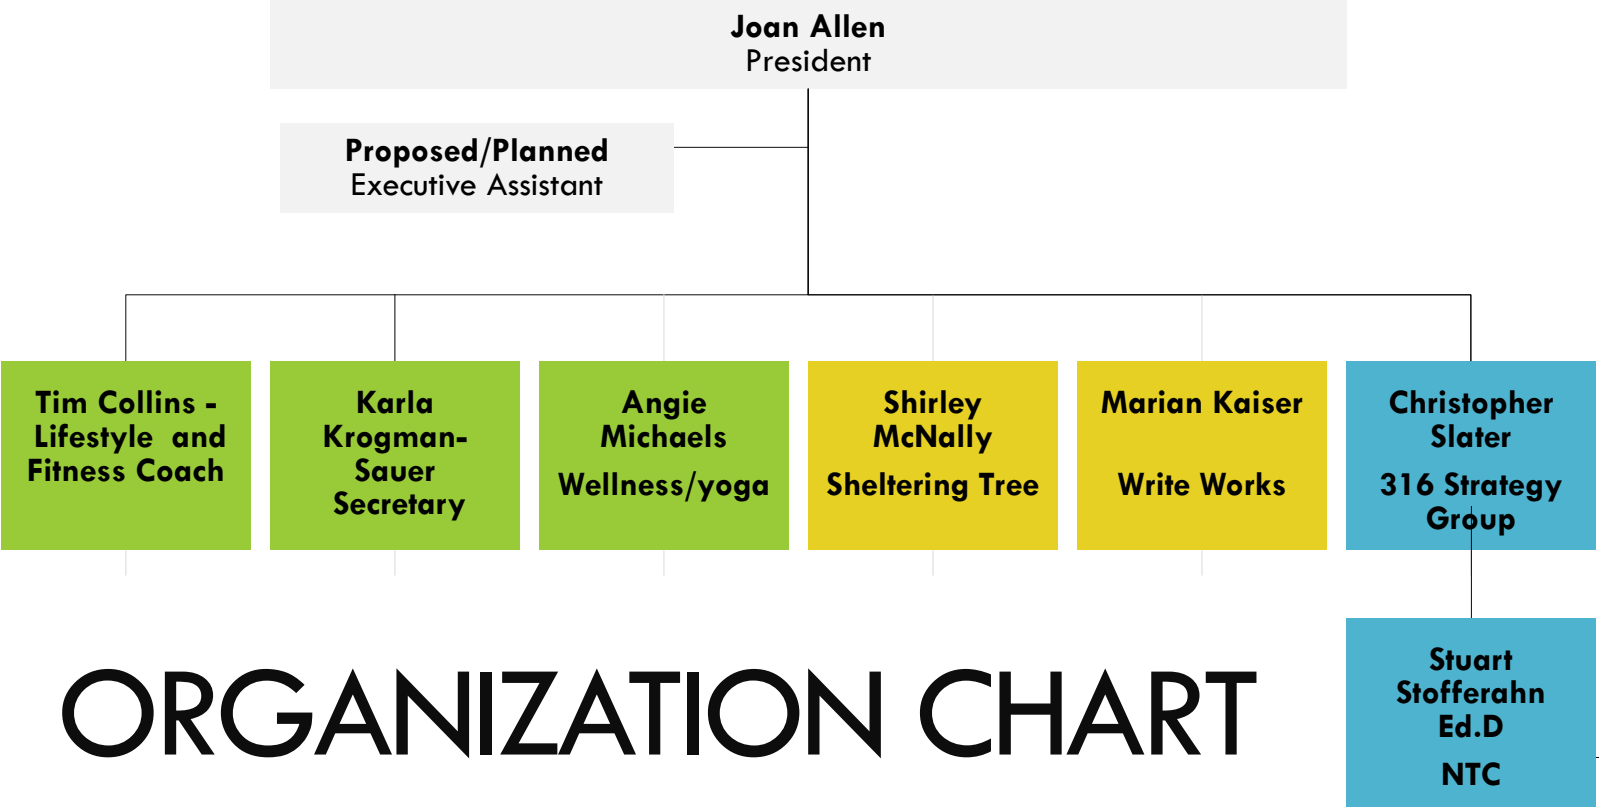 Joan Allen
President
Proposed/Planned
Executive Assistant
Tim Collins -
Lifestyle and
Fitness Coach
Karla
Krogman-
Sauer
Secretary
Angie
Michaels
Wellness/yoga
Shirley
McNally
Sheltering Tree
Marian Kaiser
Write Works
Christopher
Slater
316 Strategy
Group
Stuart
Stofferahn
Ed.D
NTC
ORGANIZATION CHART